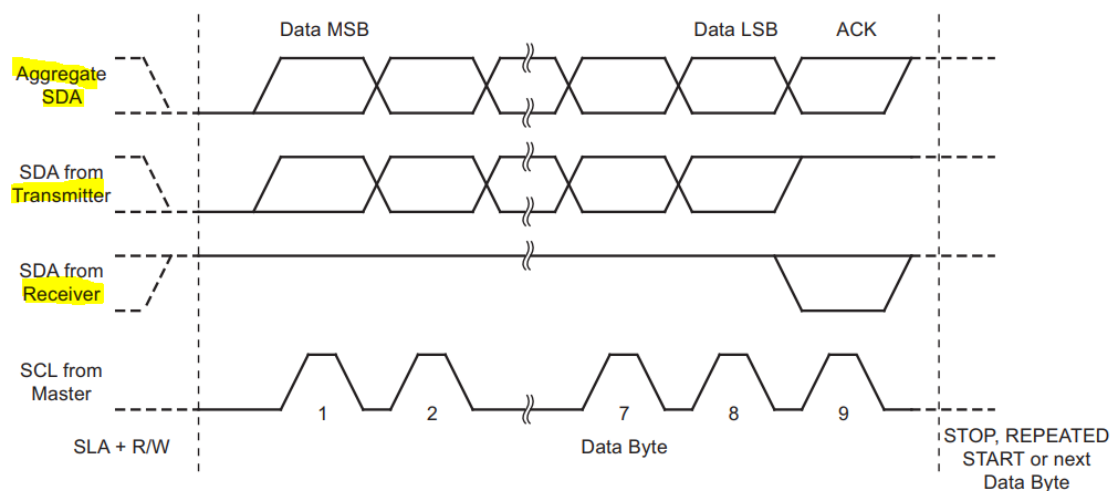 Data MSB
Data LSB
ACK
Aggregate
SDA
SDA from
Transmitter
SDA from
Receiver
SCL from
Master
1
2
7
8
9
SLA + R/W
Data Byte
STOP, REPEATED
START or next
Data Byte